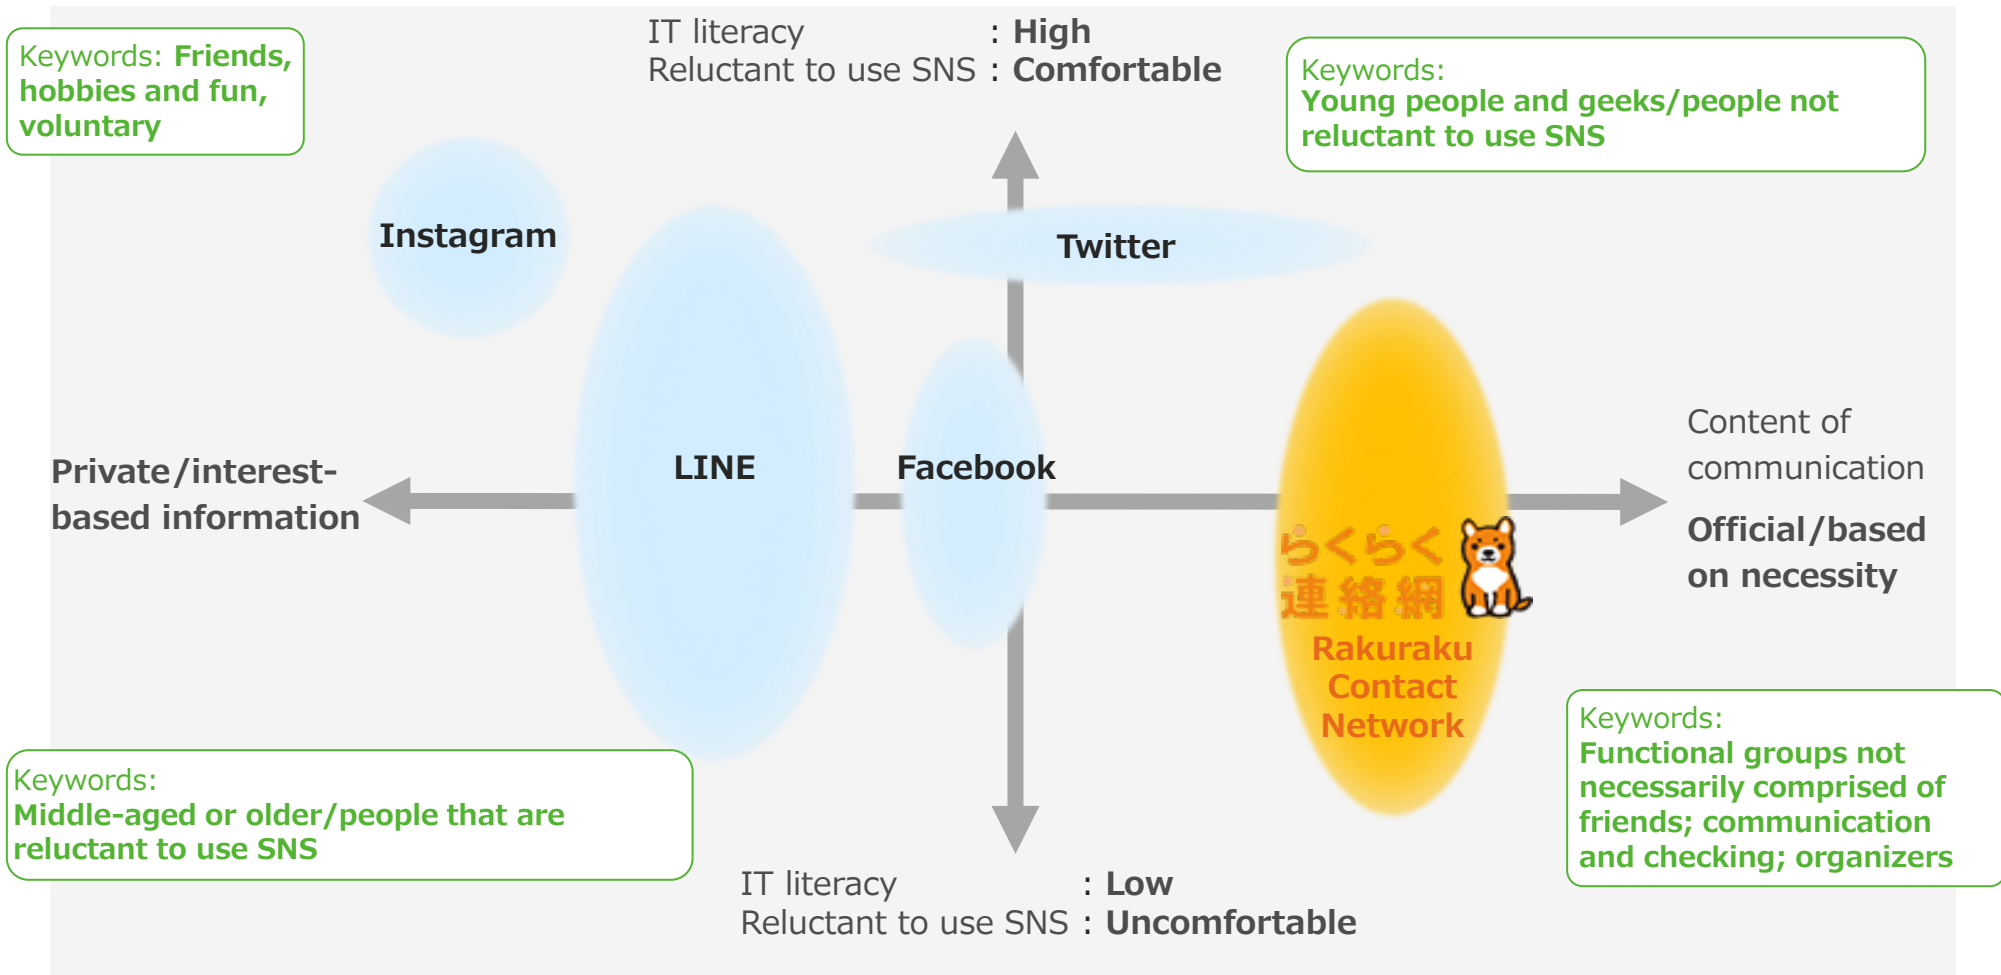 IT literacy : High
Reluctant to use SNS : Comfortable
Keywords: Friends,
hobbies and fun,
voluntary
Keywords:
Young people and geeks/people not
reluctant to use SNS
Instagram
Twitter
LINE
Facebook
Private/interest-
based information
Content of
communication
Official/based
on necessity
らくらく
連絡網
Rakuraku
Contact
Network
Keywords:
Middle-aged or older/people that are
reluctant to use SNS
Keywords:
Functional groups not
necessarily comprised of
friends; communication
and checking; organizers
IT literacy : Low
Reluctant to use SNS : Uncomfortable